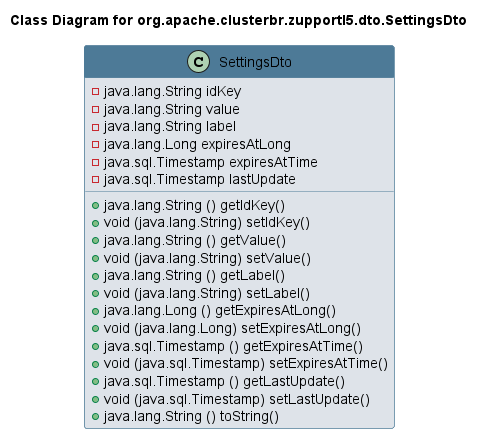 Class Diagram for org.apache.clusterbr.zupportl5.dto.SettingsDto
C SettingsDto
java.lang.String idKey
java.lang.String value
java.lang.String label
java.lang.Long expiresAtLong
java.sql.Timestamp expiresAtTime
java.sql.Timestamp lastUpdate
java.lang.String () getIdKey()
void (java.lang.String) setIdKey()
java.lang.String () getValue()
void (java.lang.String) setValue()
java.lang.String () getLabel()
void (java.lang.String) setLabel()
java.lang.Long () getExpiresAtLong()
void (java.lang.Long) setExpiresAtLong()
java.sql.Timestamp () getExpiresAtTime()
void (java.sql.Timestamp) setExpiresAtTime()
java.sql.Timestamp () getLastUpdate()
void (java.sql.Timestamp) setLastUpdate()
java.lang.String () toString()